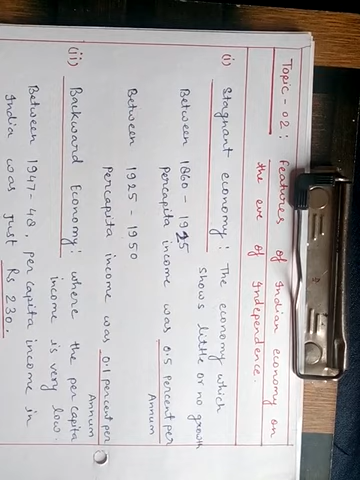 Topic - 02 : Features of Indian economy on
the eve of Independence.
(i) Stagnant economy : The economy which
shows little or no growth
Between 1860 - 1925
Percapita income was 0.5 percent per
Annum
Between 1925 - 1950
Percapita income was 0.1 percent per
Annum
(ii) Backward Economy : where the per capita
income is very low.
Between 1947-48, per capita income in
India was just Rs 230.